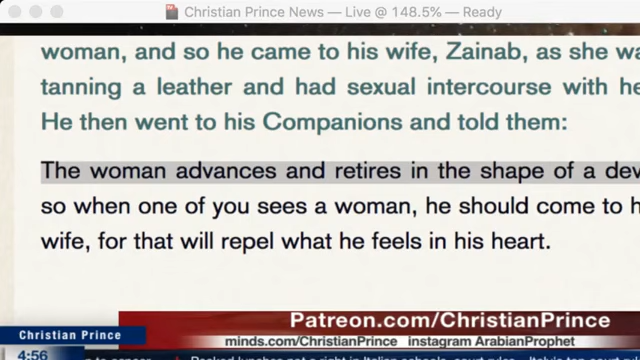 Christian Prince News — Live @ 148.5% — Ready
woman, and so he came to his wife, Zainab, as she
tanning a leather and had sexual intercourse with
He then went to his Companions and told them:
The woman advances and retires in the shape of a
so when one of you sees a woman, he should come to
wife, for that will repel what he feels in his heart.
Patreon.com/ChristianPrince
Christian Prince
minds.com/ChristianPrince instagram ArabianProphet
4:56